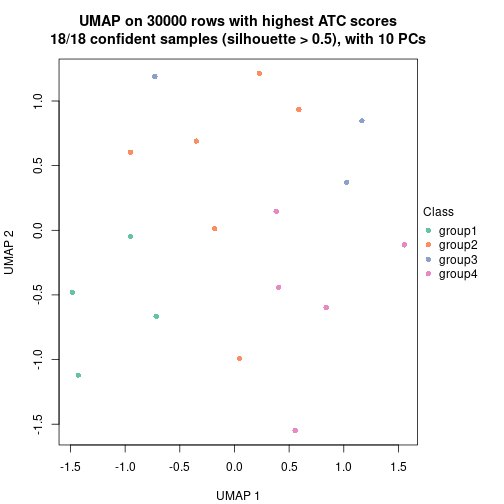 UMAP on 30000 rows with highest ATC scores
18/18 confident samples (silhouette > 0.5), with 10 PCs
1.0
0.5
0.0
-0.5
-1.0
-1.5
UMAP 2
Class
group1
group2
group3
group4
-1.5 -1.0 -0.5 0.0 0.5 1.0 1.5
UMAP 1